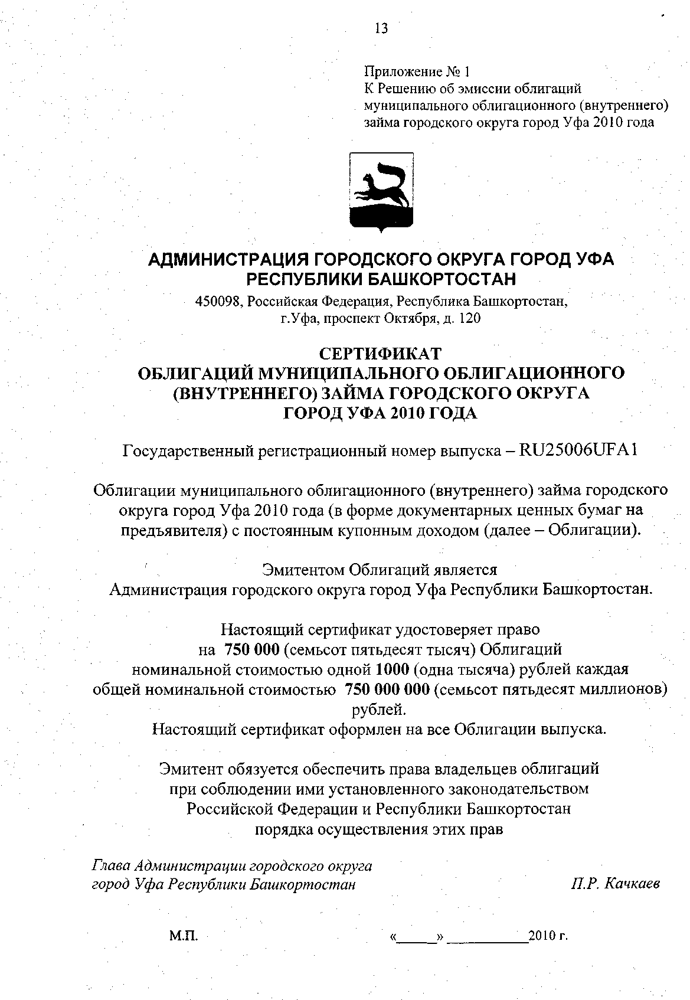 13
Приложение № 1
К Решению об эмиссии облигаций
муниципального облигационного (внутреннего)
займа городского округа город Уфа 2010 года
АДМИНИСТРАЦИЯ ГОРОДСКОГО ОКРУГА ГОРОД УФА
РЕСПУБЛИКИ БАШКОРТОСТАН
450098, Российская Федерация, Республика Башкортостан,
г.Уфа, проспект Октября, д. 120
СЕРТИФИКАТ
ОБЛИГАЦИЙ МУНИЦИПАЛЬНОГО ОБЛИГАЦИОННОГО
(ВНУТРЕННЕГО) ЗАЙМА ГОРОДСКОГО ОКРУГА
ГОРОД УФА 2010 ГОДА
Государственный регистрационный номер выпуска – RU25006UFA1
Облигации муниципального облигационного (внутреннего) займа городского
округа город Уфа 2010 года (в форме документарных ценных бумаг на
предъявителя) с постоянным купонным доходом (далее – Облигации).
Эмитентом Облигаций является
Администрация городского округа город Уфа Республики Башкортостан.
Настоящий сертификат удостоверяет право
на 750 000 (семьсот пятьдесят тысяч) Облигаций
номинальной стоимостью одной 1000 (одна тысяча) рублей каждая
общей номинальной стоимостью 750 000 000 (семьсот пятьдесят миллионов)
рублей.
Настоящий сертификат оформлен на все Облигации выпуска.
Эмитент обязуется обеспечить права владельцев облигаций
при соблюдении ими установленного законодательством
Российской Федерации и Республики Башкортостан
порядка осуществления этих прав
Глава Администрации городского округа
город Уфа Республики Башкортостан П.Р. Качкаев
М.П. «_____» __________2010 г.